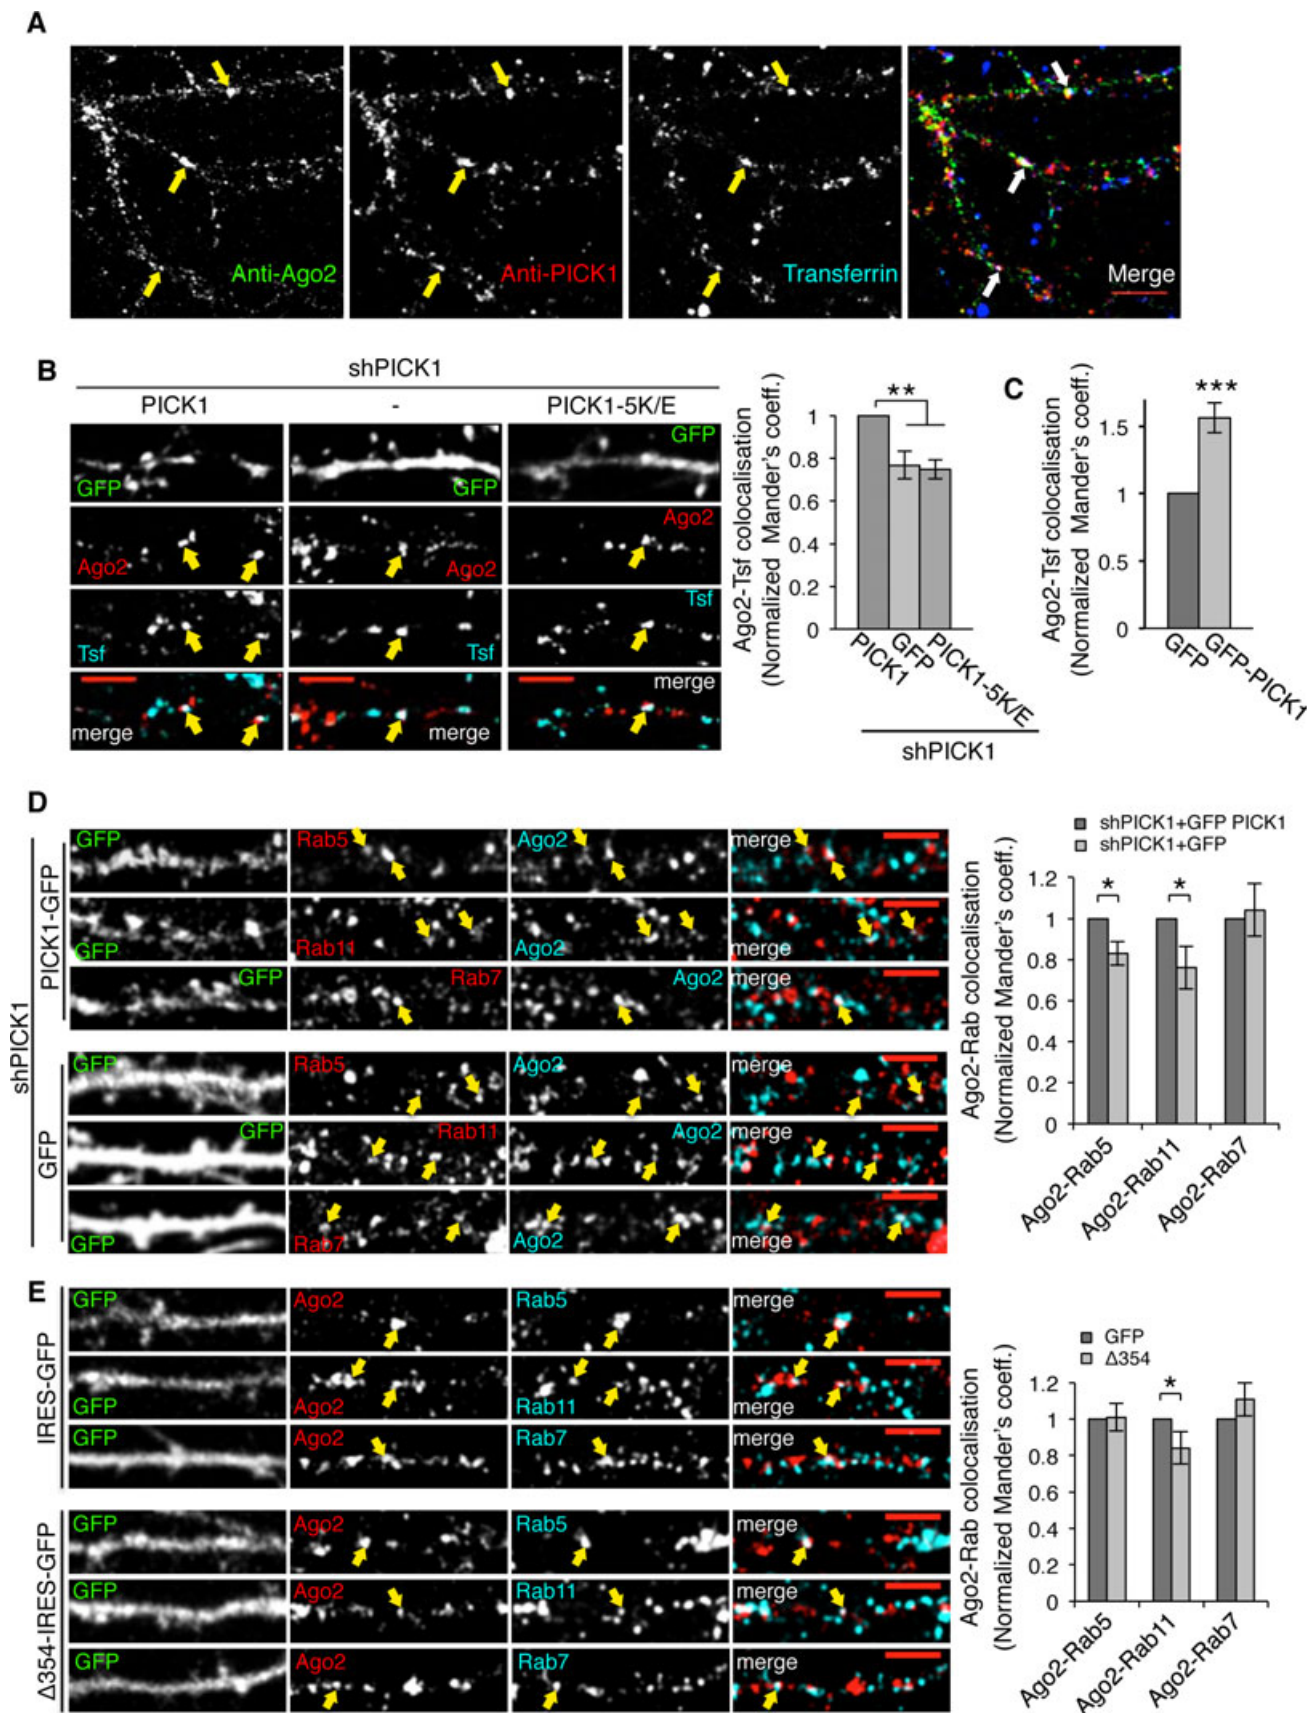 A
Anti-Ago2
Anti-PICK1
Transferrin
Merge
B
shPICK1
PICK1
-
PICK1-5K/E
GFP
GFP
GFP
Ago2
Ago2
Ago2
Tsf
Tsf
Tsf
merge
merge
merge
Ago2-Tsf colocalisation
(Normalized Mander's coeff.)
1
0.8
0.6
0.4
0.2
0
**
PICK1
GFP
PICK1-5K/E
shPICK1
C
Ago2-Tsf colocalisation
(Normalized Mander's coeff.)
1.5
1
0.5
0
***
GFP
GFP-PICK1
D
shPICK1
PICK1-GFP
GFP
Rab5
Ago2
merge
GFP
Rab11
Ago2
merge
GFP
Rab7
Ago2
merge
GFP
GFP
Rab5
Ago2
merge
GFP
Rab11
Ago2
merge
GFP
Rab7
Ago2
merge
shPICK1+GFP PICK1
shPICK1+GFP
Ago2-Rab colocalisation
(Normalized Mander's coeff.)
1.2
1
0.8
0.6
0.4
0.2
0
*
*
Ago2-Rab5
Ago2-Rab11
Ago2-Rab7
E
IRES-GFP
GFP
Ago2
Rab5
merge
GFP
Ago2
Rab11
merge
GFP
Ago2
Rab7
merge
Δ354-IRES-GFP
GFP
Ago2
Rab5
merge
GFP
Ago2
Rab11
merge
GFP
Ago2
Rab7
merge
GFP
Δ354
Ago2-Rab colocalisation
(Normalized Mander's coeff.)
1.2
1
0.8
0.6
0.4
0.2
0
*
Ago2-Rab5
Ago2-Rab11
Ago2-Rab7